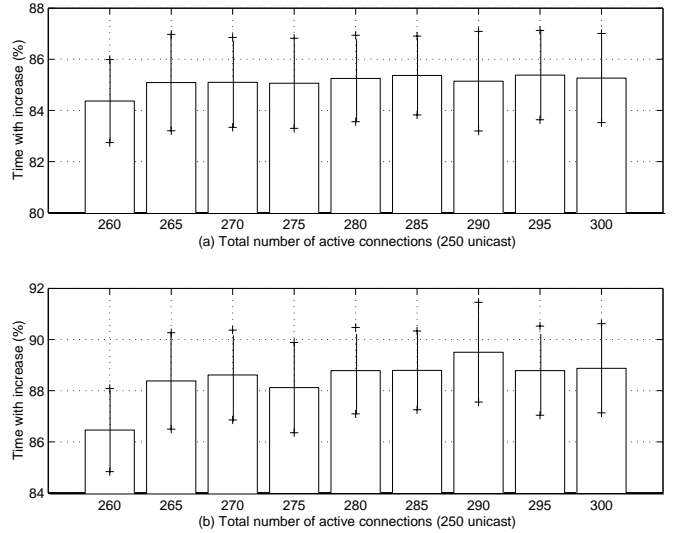 88
86
84
82
80
Time with increase (%)
260 265 270 275 280 285 290 295 300
(a) Total number of active connections (250 unicast)
92
90
88
86
84
Time with increase (%)
260 265 270 275 280 285 290 295 300
(b) Total number of active connections (250 unicast)